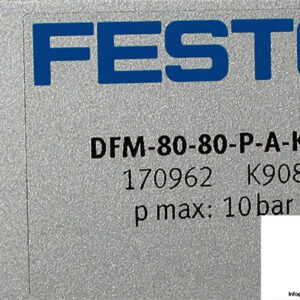 FESTO
DFM-80-80-P-A-K
170962 K908
p max: 10 bar